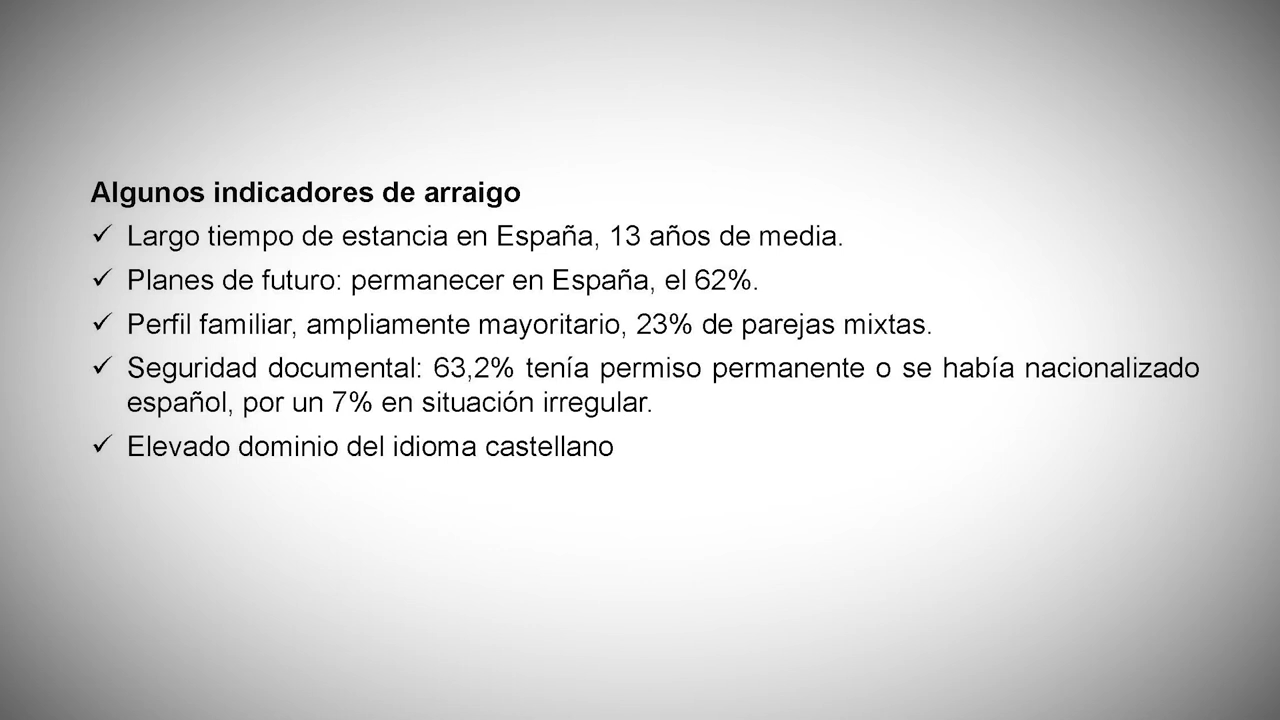 Algunos indicadores de arraigo
✓ Largo tiempo de estancia en España, 13 años de media.
✓ Planes de futuro: permanecer en España, el 62%.
✓ Perfil familiar, ampliamente mayoritario, 23% de parejas mixtas.
✓ Seguridad documental: 63,2% tenía permiso permanente o se había nacionalizado
español, por un 7% en situación irregular.
✓ Elevado dominio del idioma castellano